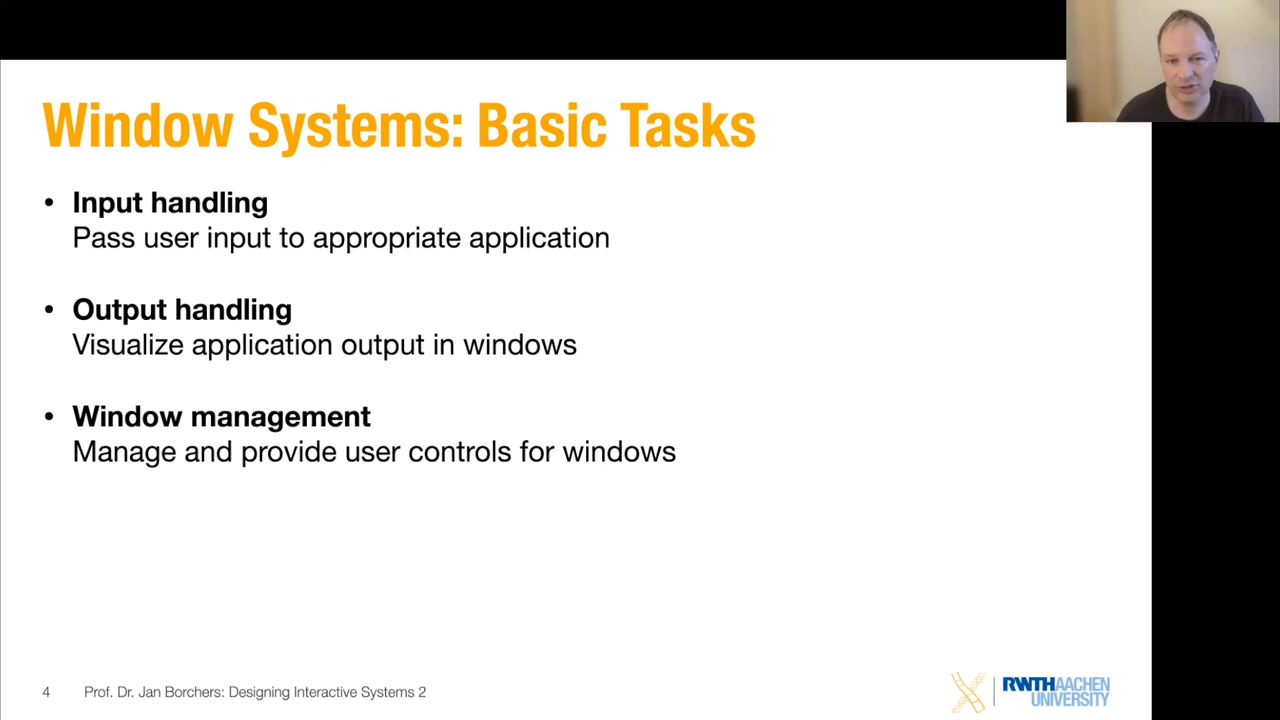 Window Systems: Basic Tasks
• Input handling
Pass user input to appropriate application
• Output handling
Visualize application output in windows
• Window management
Manage and provide user controls for windows
4 Prof. Dr. Jan Borchers: Designing Interactive Systems 2
RWTHAACHEN
UNIVERSITY